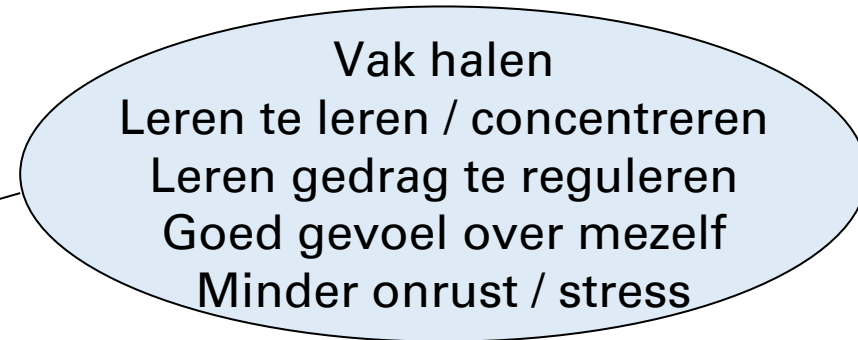 Vak halen
Leren te leren / concentreren
Leren gedrag te reguleren
Goed gevoel over mezelf
Minder onrust / stress